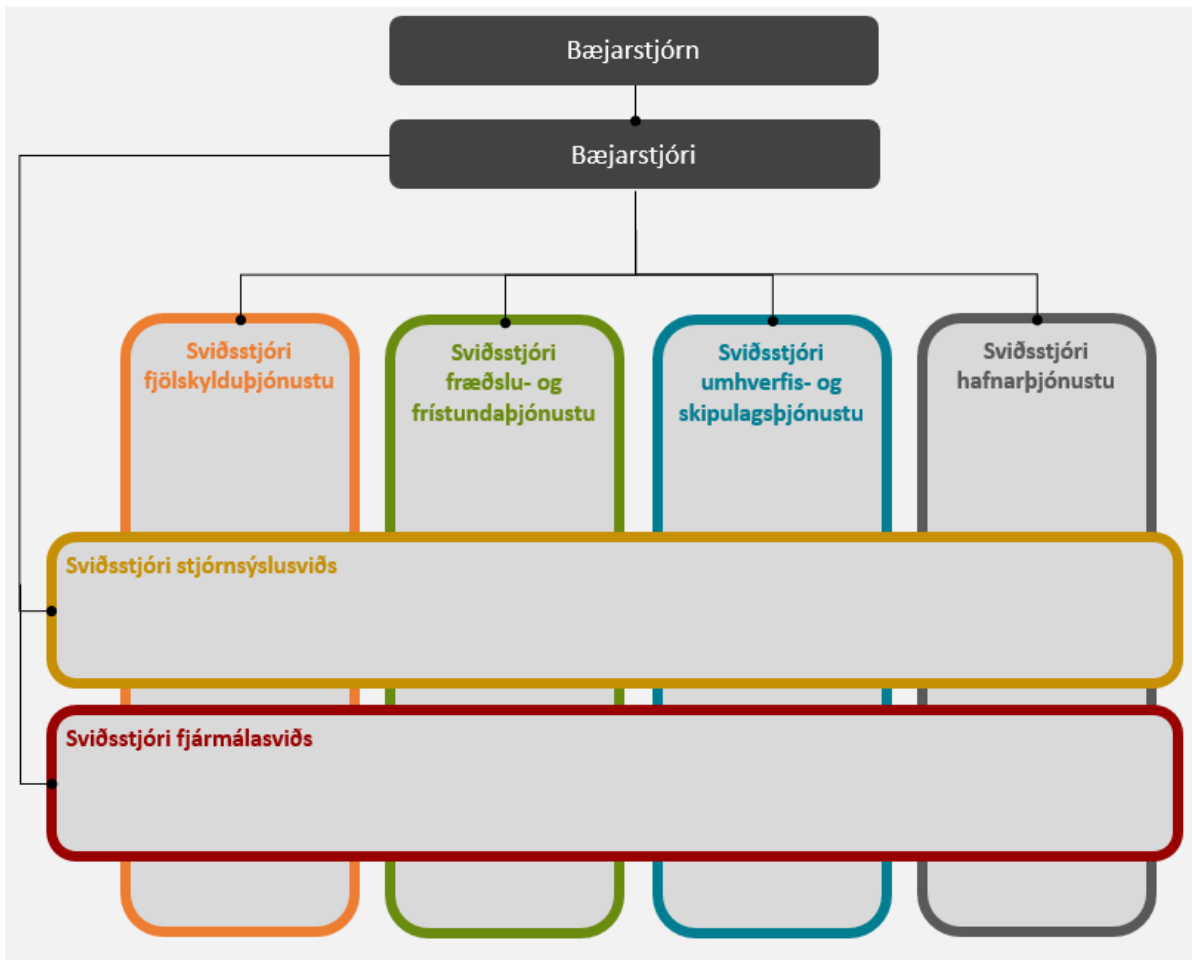 Bæjarstjórn
Bæjarstjóri
Sviðsstjóri
fjölskylduþjónustu
Sviðsstjóri
fræðslu- og
frístundaþjónustu
Sviðsstjóri
umhverfis- og
skipulagsþjónustu
Sviðsstjóri
hafnarþjónustu
Sviðsstjóri stjórnsýslusviðs
Sviðsstjóri fjármálasviðs